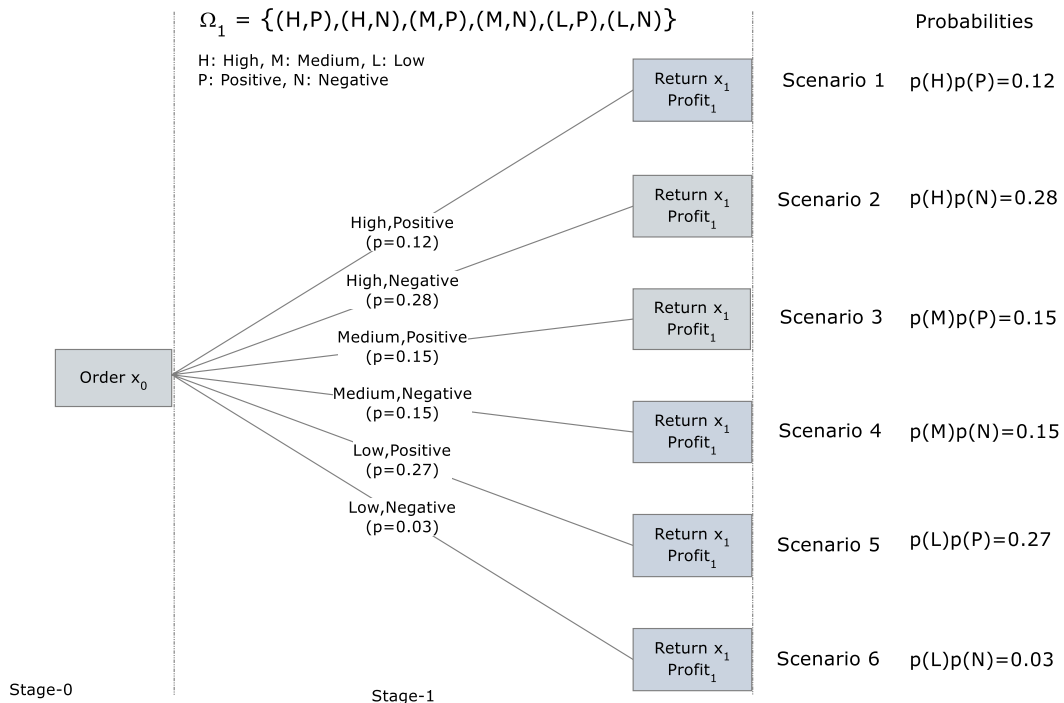 Ω₁ = {(H,P),(H,N),(M,P),(M,N),(L,P),(L,N)}
Probabilities
H: High, M: Medium, L: Low
P: Positive, N: Negative
Return x₁
Profit₁
Scenario 1
p(H)p(P)=0.12
Return x₁
Profit₁
Scenario 2
p(H)p(N)=0.28
High,Positive
(p=0.12)
High,Negative
(p=0.28)
Return x₁
Profit₁
Scenario 3
p(M)p(P)=0.15
Medium,Positive
(p=0.15)
Order x₀
Medium,Negative
(p=0.15)
Return x₁
Profit₁
Scenario 4
p(M)p(N)=0.15
Low,Positive
(p=0.27)
Low,Negative
(p=0.03)
Return x₁
Profit₁
Scenario 5
p(L)p(P)=0.27
Return x₁
Profit₁
Scenario 6
p(L)p(N)=0.03
Stage-0
Stage-1